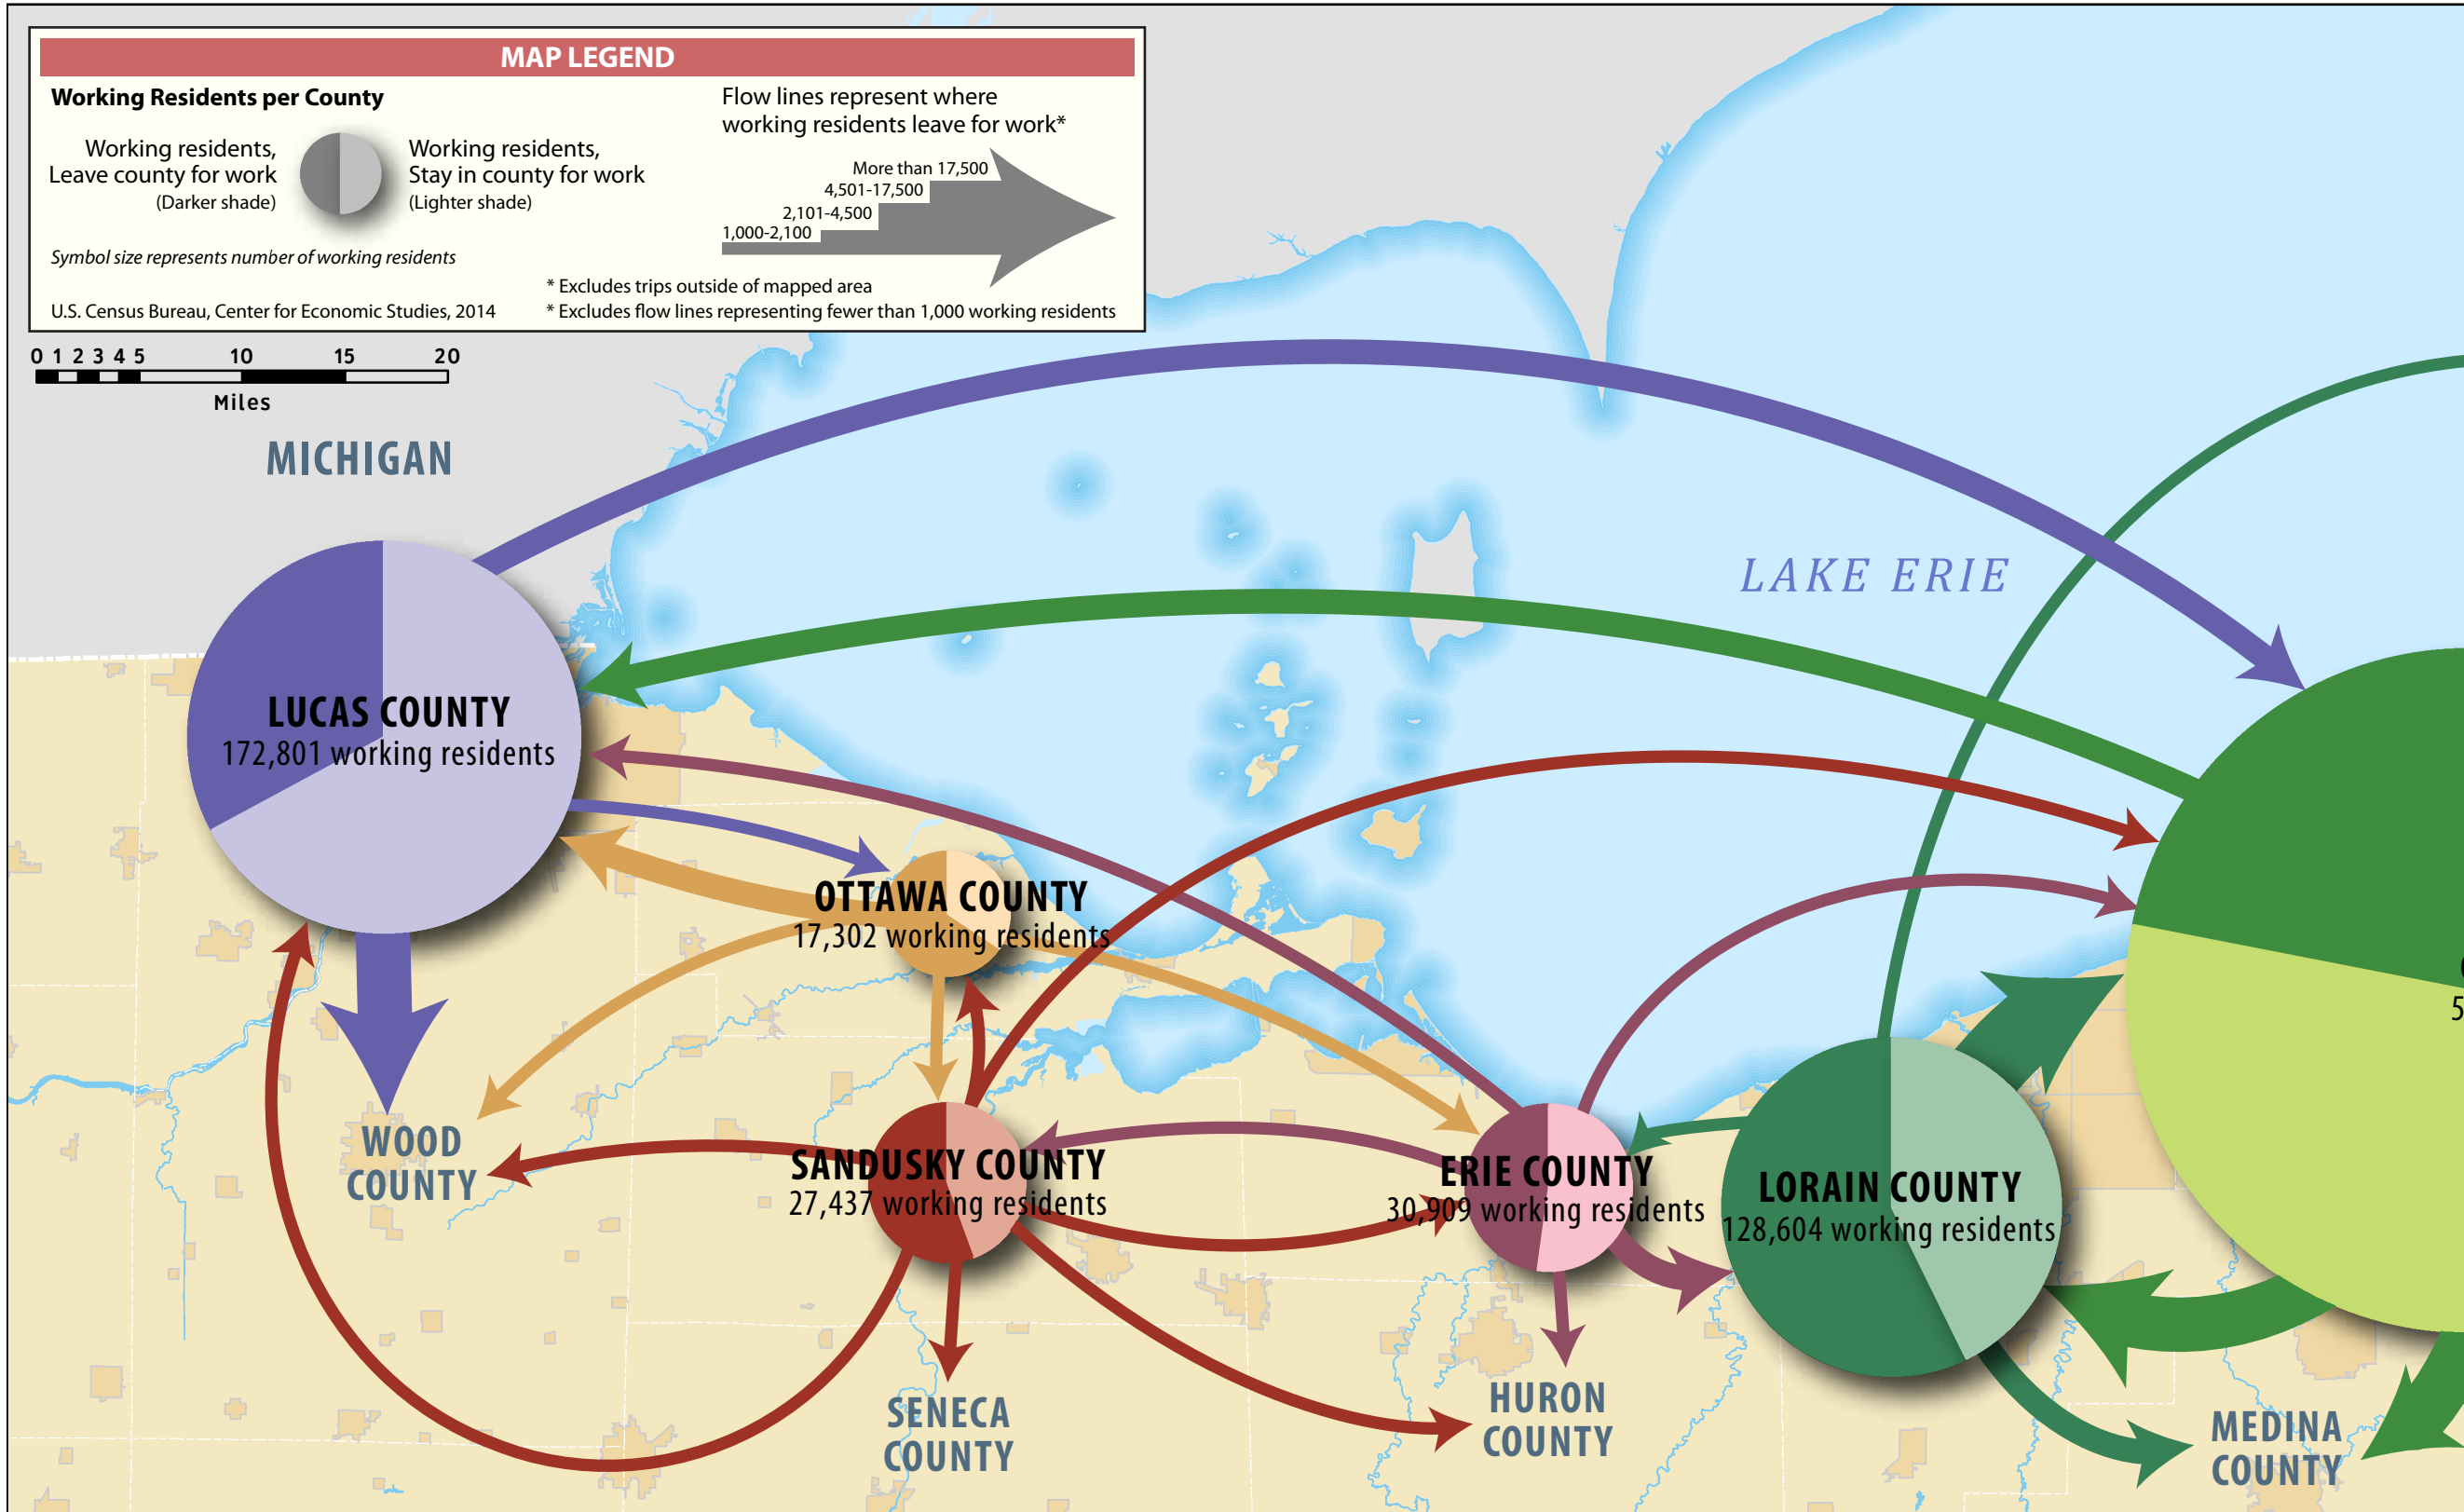 MAP LEGEND
Working Residents per County
Working residents,
Leave county for work
(Darker shade)
Working residents,
Stay in county for work
(Lighter shade)
Symbol size represents number of working residents
U.S. Census Bureau, Center for Economic Studies, 2014
Flow lines represent where
working residents leave for work*
More than 17,500
4,501-17,500
2,101-4,500
1,000-2,100
* Excludes trips outside of mapped area
* Excludes flow lines representing fewer than 1,000 working residents
0 1 2 3 4 5 10 15 20
Miles
MICHIGAN
LAKE ERIE
LUCAS COUNTY
172,801 working residents
OTTAWA COUNTY
17,302 working residents
WOOD
COUNTY
SANDUSKY COUNTY
27,437 working residents
ERIE COUNTY
30,909 working residents
LORAIN COUNTY
128,604 working residents
5
SENECA
COUNTY
HURON
COUNTY
MEDINA
COUNTY